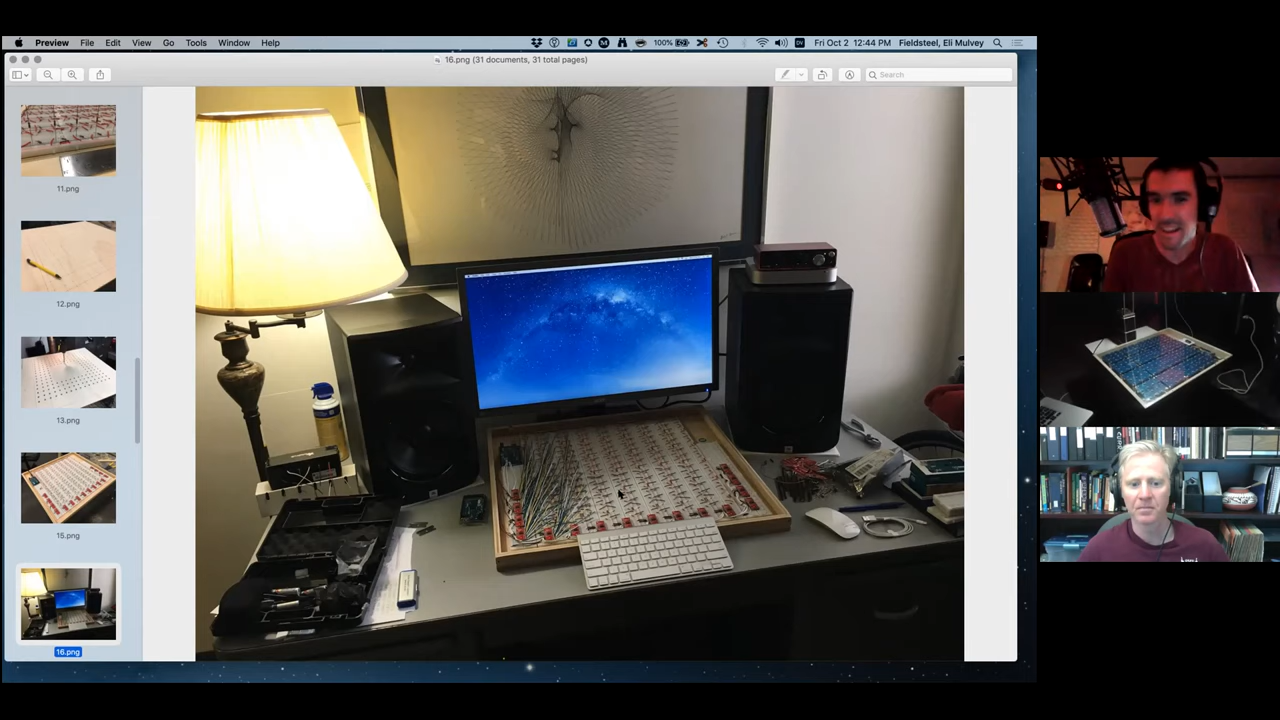 Preview File Edit View Go Tools Window Help
100% Fri Oct 2 12:44 PM Fieldsteel, Eli Mulvey
16.png (31 documents, 31 total pages)
Search
11.png
12.png
13.png
15.png
16.png